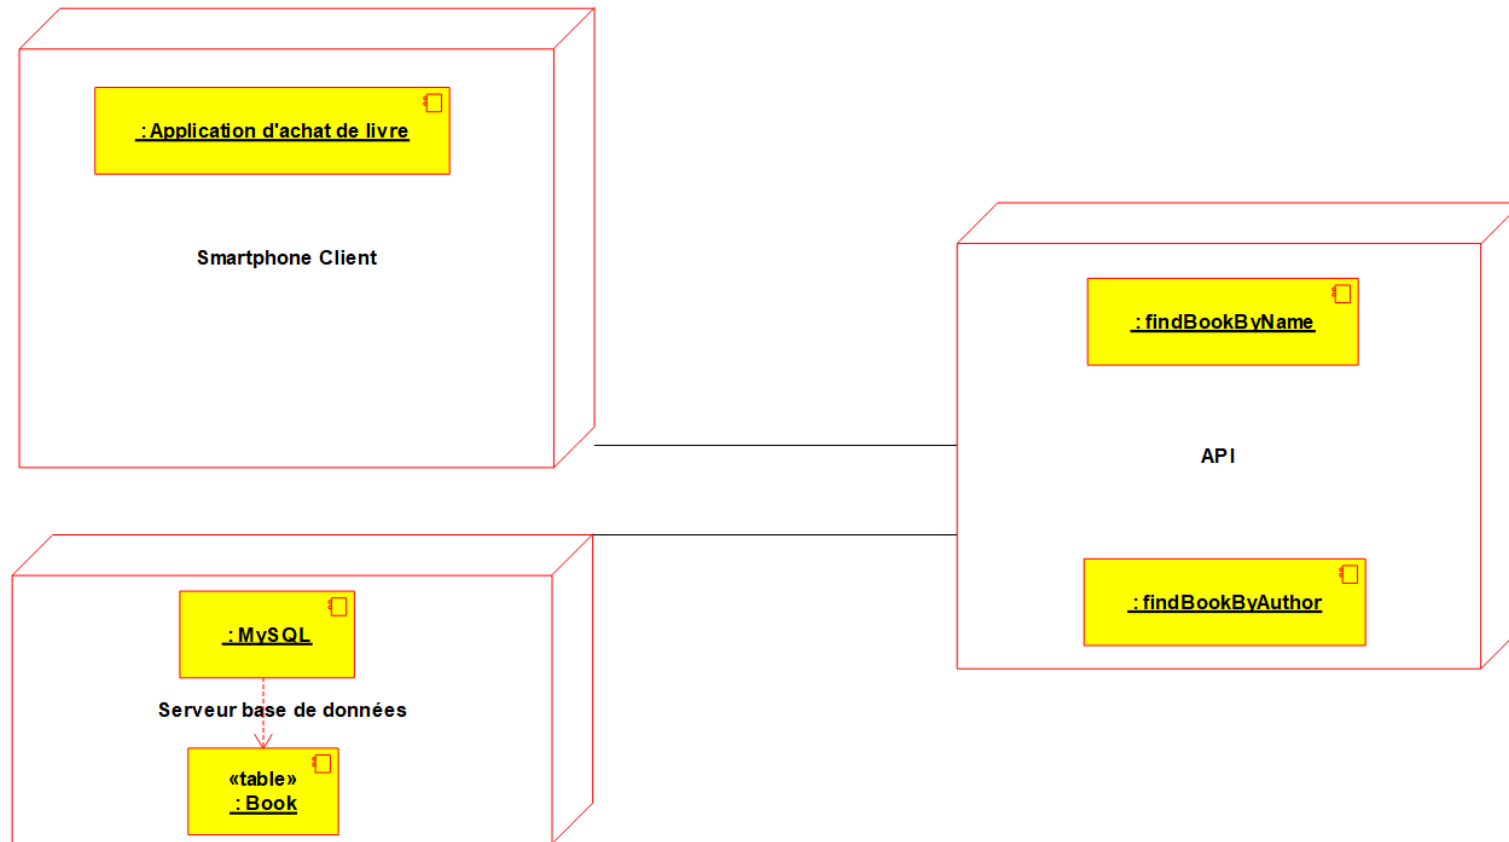 :Application d'achat de livre
Smartphone Client
:findBookByName
API
:findBookByAuthor
:MySQL
Serveur base de données
«table»
:Book